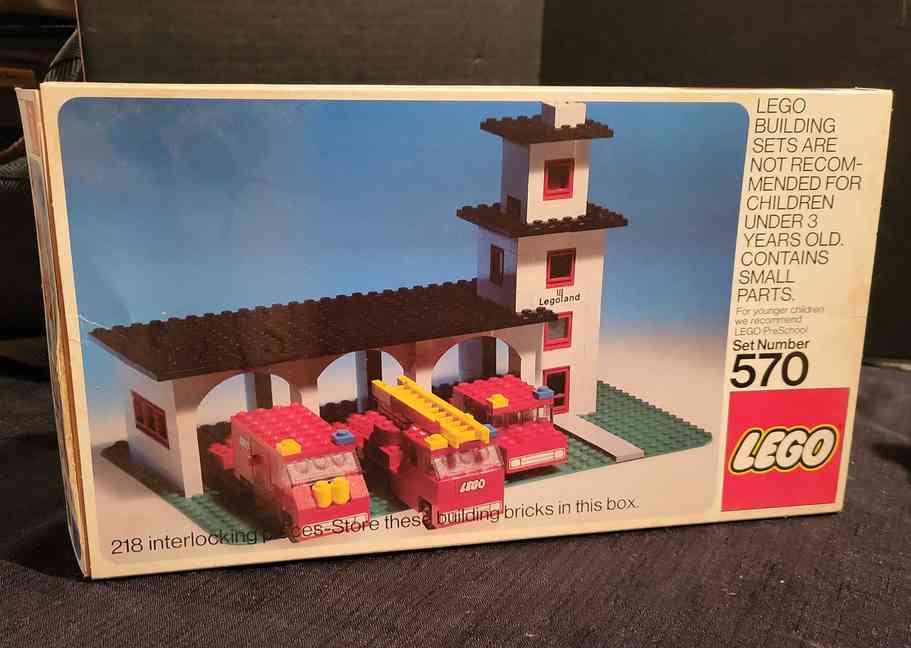 LEGO
BUILDING
SETS ARE
NOT RECOM-
MENDED FOR
CHILDREN
UNDER 3
YEARS OLD.
CONTAINS
SMALL
PARTS.
For younger children
we recommend
LEGO PreSchool
Set Number
570
LEGO
Legoland
LEGO
218 interlocking pieces-Store these building bricks in this box.